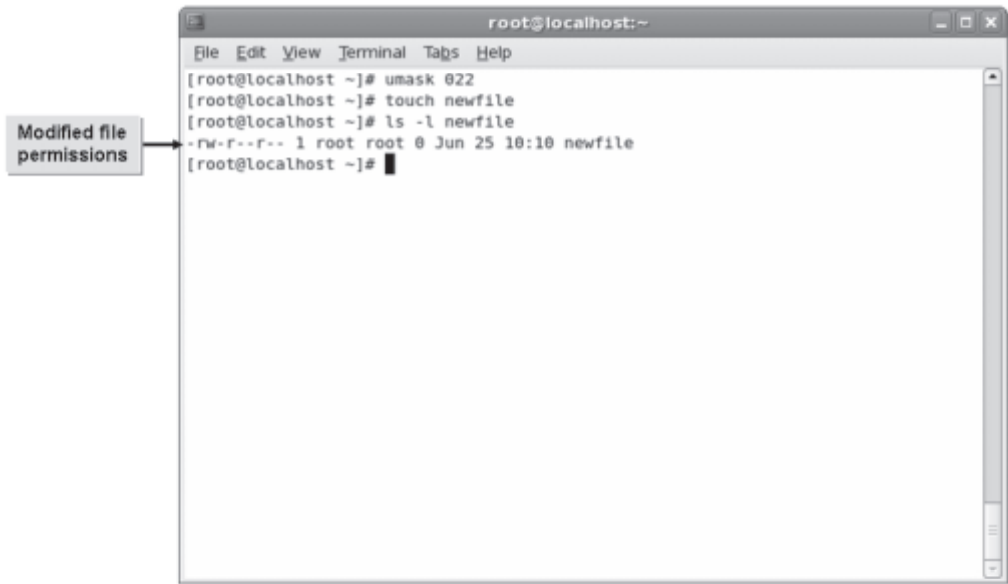 root@localhost:~
File Edit View Terminal Tabs Help
[root@localhost ~]# umask 022
[root@localhost ~]# touch newfile
[root@localhost ~]# ls -l newfile
-rw-r--r-- 1 root root 0 Jun 25 10:10 newfile
[root@localhost ~]#
Modified file
permissions